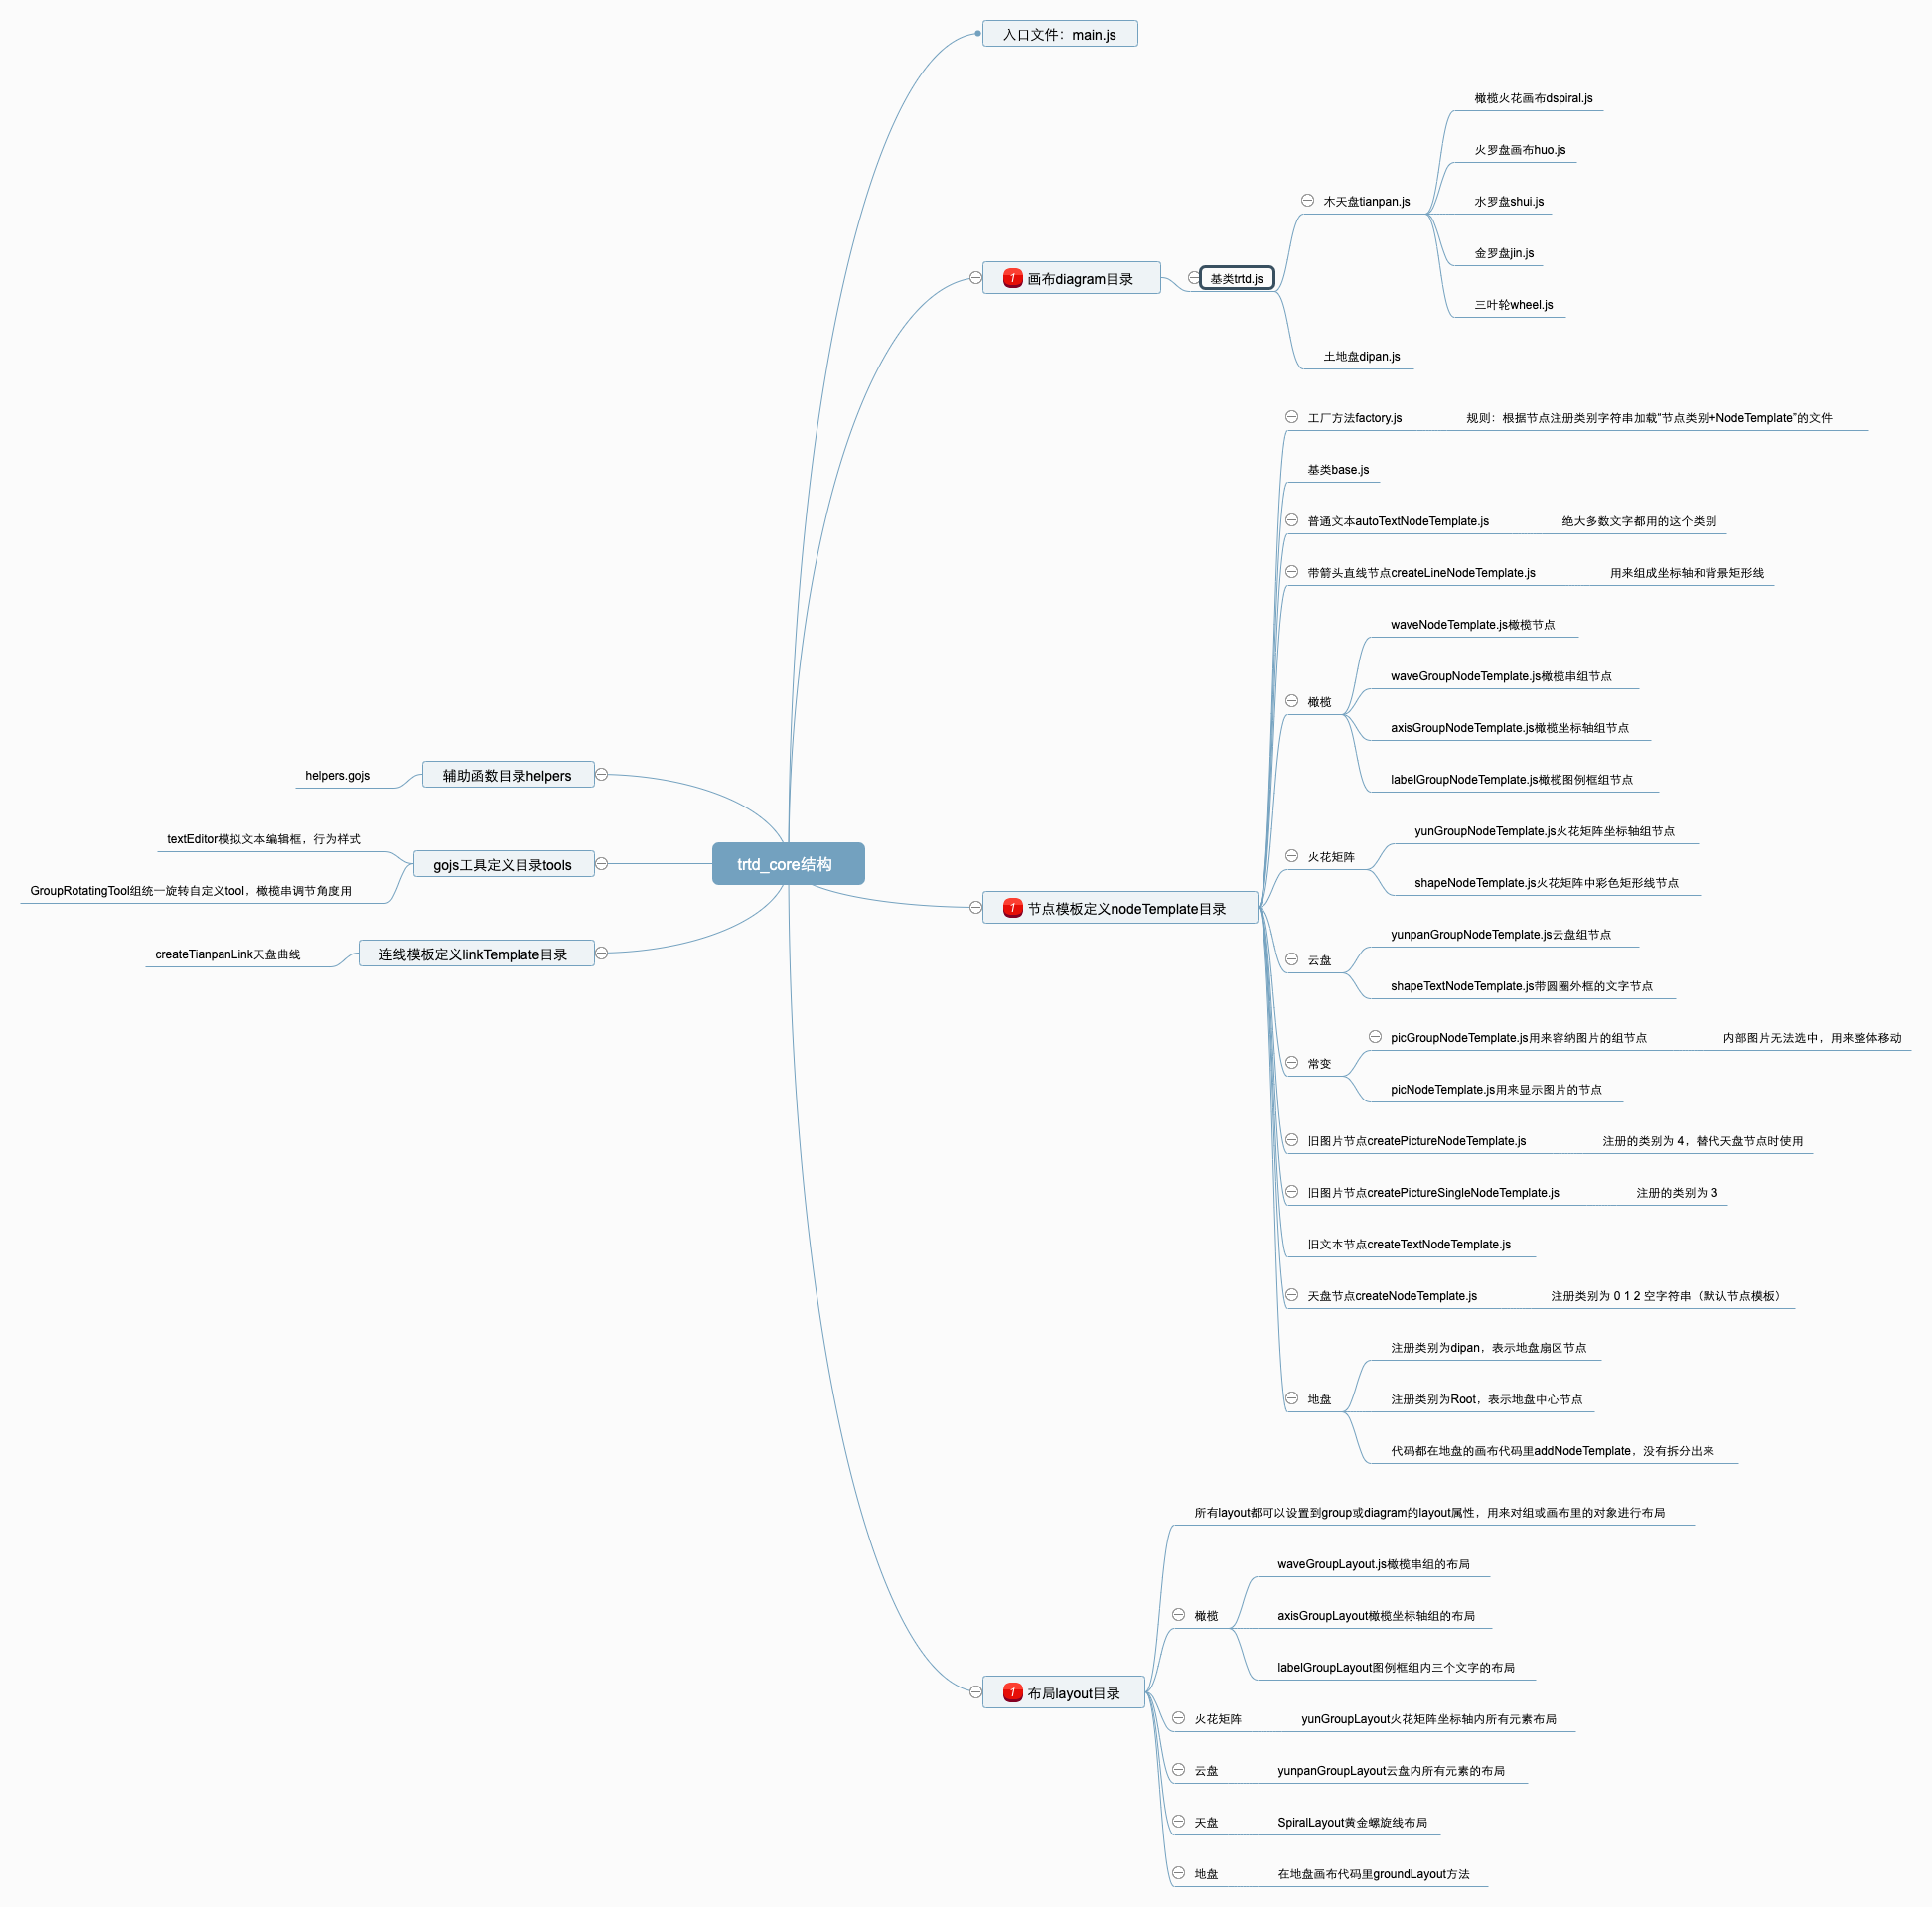 入口文件：main.js
橄榄火花画布dspiral.js
火罗盘画布huo.js
木天盘tianpan.js
水罗盘shui.js
金罗盘jin.js
1 画布diagram目录
基类trtd.js
三叶轮wheel.js
土地盘dipan.js
工厂方法factory.js
规则：根据节点注册类别字符串加载“节点类别+NodeTemplate”的文件
基类base.js
普通文本autoTextNodeTemplate.js
绝大多数文字都用的这个类别
带箭头直线节点createLineNodeTemplate.js
用来组成坐标轴和背景矩形线
waveNodeTemplate.js橄榄节点
waveGroupNodeTemplate.js橄榄串组节点
橄榄
axisGroupNodeTemplate.js橄榄坐标轴组节点
labelGroupNodeTemplate.js橄榄图例框组节点
yunGroupNodeTemplate.js火花矩阵坐标轴组节点
火花矩阵
shapeNodeTemplate.js火花矩阵中彩色矩形线节点
helpers.gojs
辅助函数目录helpers
textEditor模拟文本编辑框，行为样式
gojs工具定义目录tools
GroupRotatingTool组统一旋转自定义tool，橄榄串调节角度用
trtd_core结构
createTianpanLink天盘曲线
连线模板定义linkTemplate目录
1 节点模板定义nodeTemplate目录
yunpanGroupNodeTemplate.js云盘组节点
云盘
shapeTextNodeTemplate.js带圆圈外框的文字节点
picGroupNodeTemplate.js用来容纳图片的组节点
内部图片无法选中，用来整体移动
常变
picNodeTemplate.js用来显示图片的节点
旧图片节点createPictureNodeTemplate.js
注册的类别为 4，替代天盘节点时使用
旧图片节点createPictureSingleNodeTemplate.js
注册的类别为 3
旧文本节点createTextNodeTemplate.js
天盘节点createNodeTemplate.js
注册类别为 0 1 2 空字符串（默认节点模板）
注册类别为dipan，表示地盘扇区节点
地盘
注册类别为Root，表示地盘中心节点
代码都在地盘的画布代码里addNodeTemplate，没有拆分出来
所有layout都可以设置到group或diagram的layout属性，用来对组或画布里的对象进行布局
waveGroupLayout.js橄榄串组的布局
橄榄
axisGroupLayout橄榄坐标轴组的布局
labelGroupLayout图例框组内三个文字的布局
1 布局layout目录
火花矩阵
yunGroupLayout火花矩阵坐标轴内所有元素布局
云盘
yunpanGroupLayout云盘内所有元素的布局
天盘
SpiralLayout黄金螺旋线布局
地盘
在地盘画布代码里groundLayout方法